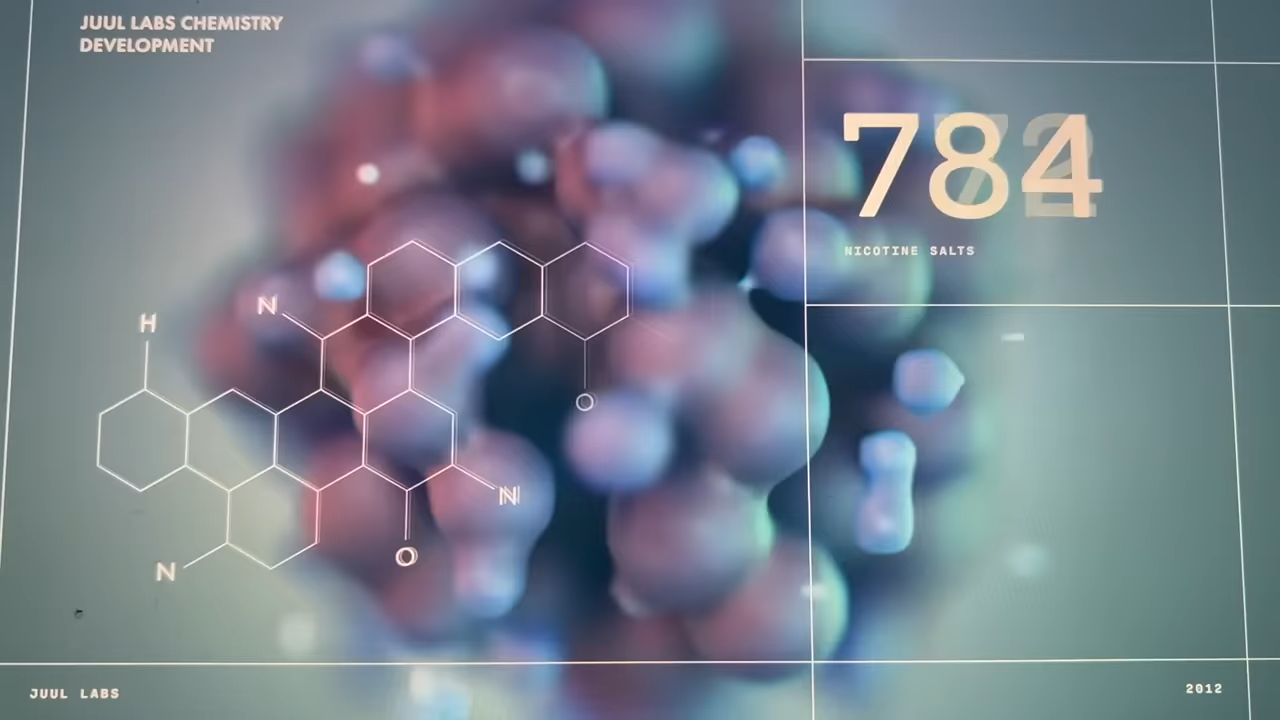 JUUL LABS CHEMISTRY
DEVELOPMENT
784
NICOTINE SALTS
H
N
O
N
O
N
JUUL LABS
2012